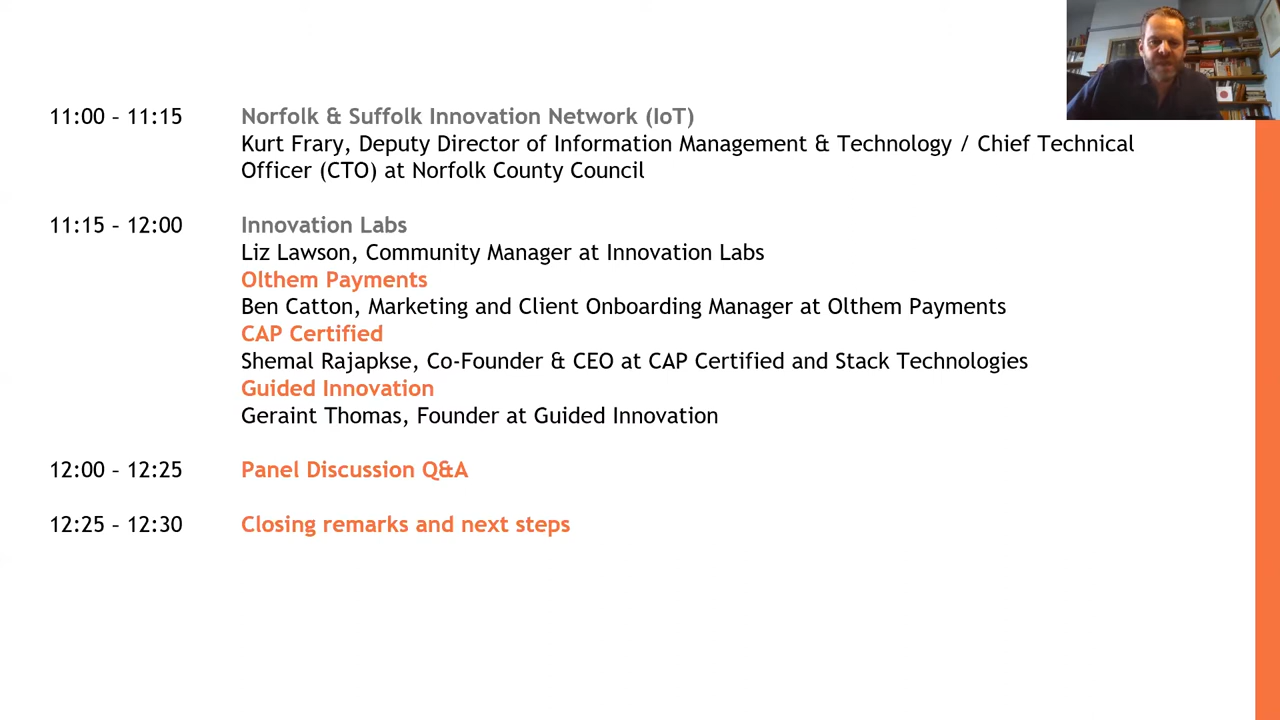 11:00 – 11:15 Norfolk & Suffolk Innovation Network (IoT)
Kurt Frary, Deputy Director of Information Management & Technology / Chief Technical
Officer (CTO) at Norfolk County Council
11:15 – 12:00 Innovation Labs
Liz Lawson, Community Manager at Innovation Labs
Olthem Payments
Ben Catton, Marketing and Client Onboarding Manager at Olthem Payments
CAP Certified
Shemal Rajapkse, Co-Founder & CEO at CAP Certified and Stack Technologies
Guided Innovation
Geraint Thomas, Founder at Guided Innovation
12:00 – 12:25 Panel Discussion Q&A
12:25 – 12:30 Closing remarks and next steps